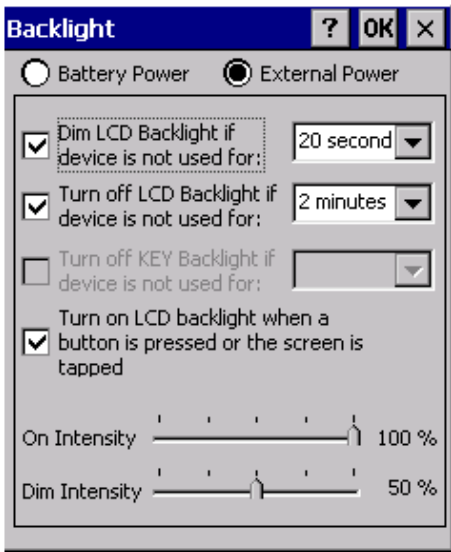 Backlight ? OK ×
Battery Power External Power
Dim LCD Backlight if
device is not used for:
20 second
Turn off LCD Backlight if
device is not used for:
2 minutes
Turn off KEY Backlight if
device is not used for:
Turn on LCD backlight when a
button is pressed or the screen is
tapped
On Intensity 100 %
Dim Intensity 50 %